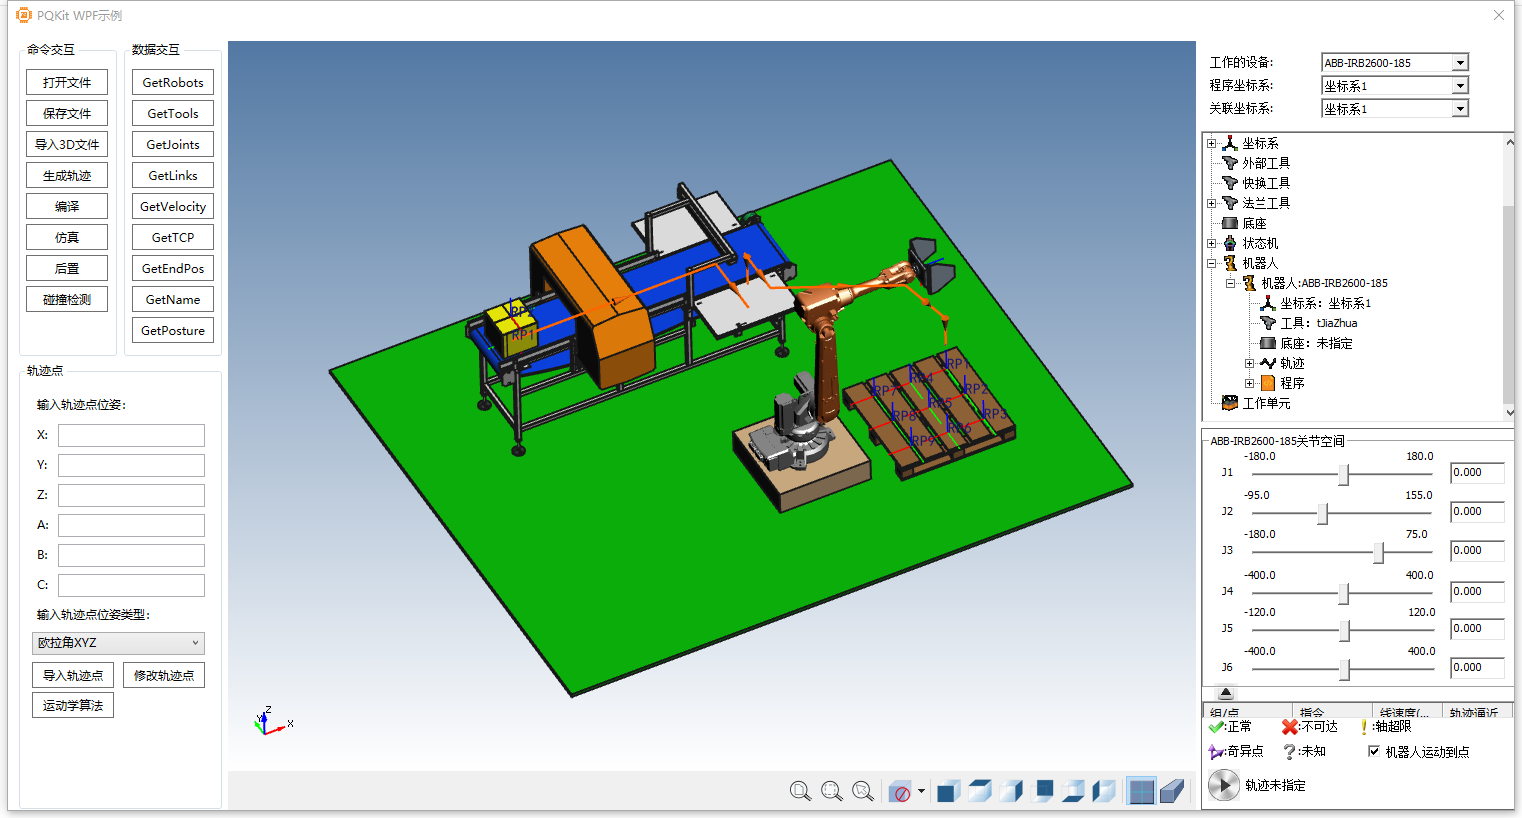 PQKit WPF示例
命令交互
打开文件
保存文件
导入3D文件
生成轨迹
编译
仿真
后置
碰撞检测
数据交互
GetRobots
GetTools
GetJoints
GetLinks
GetVelocity
GetTCP
GetEndPos
GetName
GetPosture
轨迹点
输入轨迹点位姿:
X:
Y:
Z:
A:
B:
C:
输入轨迹点位姿类型:
欧拉角XYZ
导入轨迹点
修改轨迹点
运动学算法
RP1
RP7
RP4
RP1
RP2
RP5
RP8
RP3
RP6
RP9
Z
Y
X
工作的设备:
ABB-IRB2600-185
程序坐标系:
坐标系1
关联坐标系:
坐标系1
坐标系
外部工具
快换工具
法兰工具
底座
状态机
机器人
机器人:ABB-IRB2600-185
坐标系: 坐标系1
工具: tJiaZhua
底座: 未指定
轨迹
程序
工作单元
ABB-IRB2600-185关节空间
-180.0 180.0
J1 0.000
-95.0 155.0
J2 0.000
-180.0 75.0
J3 0.000
-400.0 400.0
J4 0.000
-120.0 120.0
J5 0.000
-400.0 400.0
J6 0.000
组/点 指令 线速度(... 轨迹逼近
:正常 :不可达 :轴超限
:奇异点 :未知 机器人运动到点
轨迹未指定